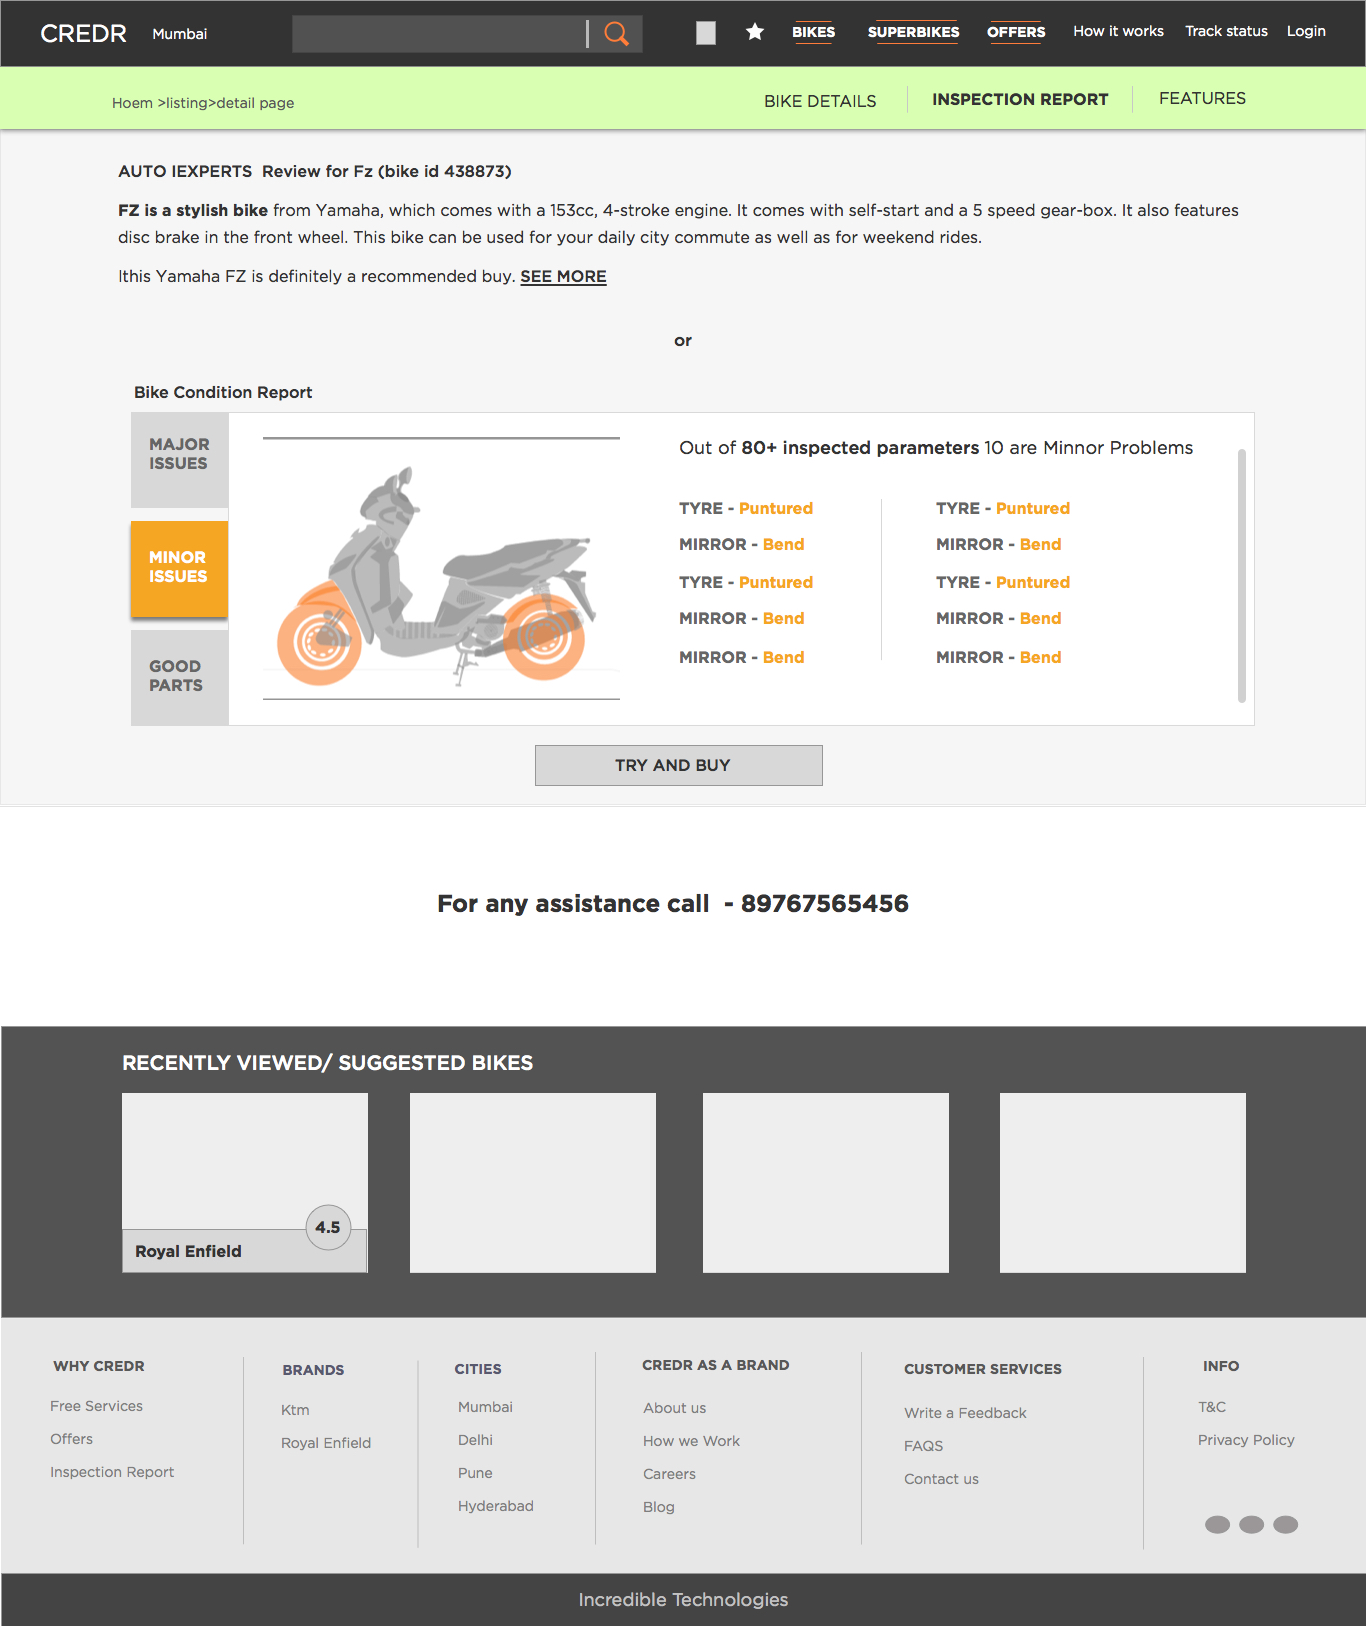 CREDR Mumbai BIKES SUPERBIKES OFFERS How it works Track status Login
Hoem >listing>detail page BIKE DETAILS INSPECTION REPORT FEATURES
AUTO IEXPERTS  Review for Fz (bike id 438873)
FZ is a stylish bike from Yamaha, which comes with a 153cc, 4-stroke engine. It comes with self-start and a 5 speed gear-box. It also features
disc brake in the front wheel. This bike can be used for your daily city commute as well as for weekend rides.
Ithis Yamaha FZ is definitely a recommended buy. SEE MORE
or
Bike Condition Report
MAJOR
ISSUES
MINOR
ISSUES
GOOD
PARTS
Out of 80+ inspected parameters 10 are Minnor Problems
TYRE - Puntured
MIRROR - Bend
TYRE - Puntured
MIRROR - Bend
MIRROR - Bend
TYRE - Puntured
MIRROR - Bend
TYRE - Puntured
MIRROR - Bend
MIRROR - Bend
TRY AND BUY
For any assistance call  - 89767565456
RECENTLY VIEWED/ SUGGESTED BIKES
4.5
Royal Enfield
WHY CREDR
Free Services
Offers
Inspection Report
BRANDS
Ktm
Royal Enfield
CITIES
Mumbai
Delhi
Pune
Hyderabad
CREDR AS A BRAND
About us
How we Work
Careers
Blog
CUSTOMER SERVICES
Write a Feedback
FAQS
Contact us
INFO
T&C
Privacy Policy
Incredible Technologies